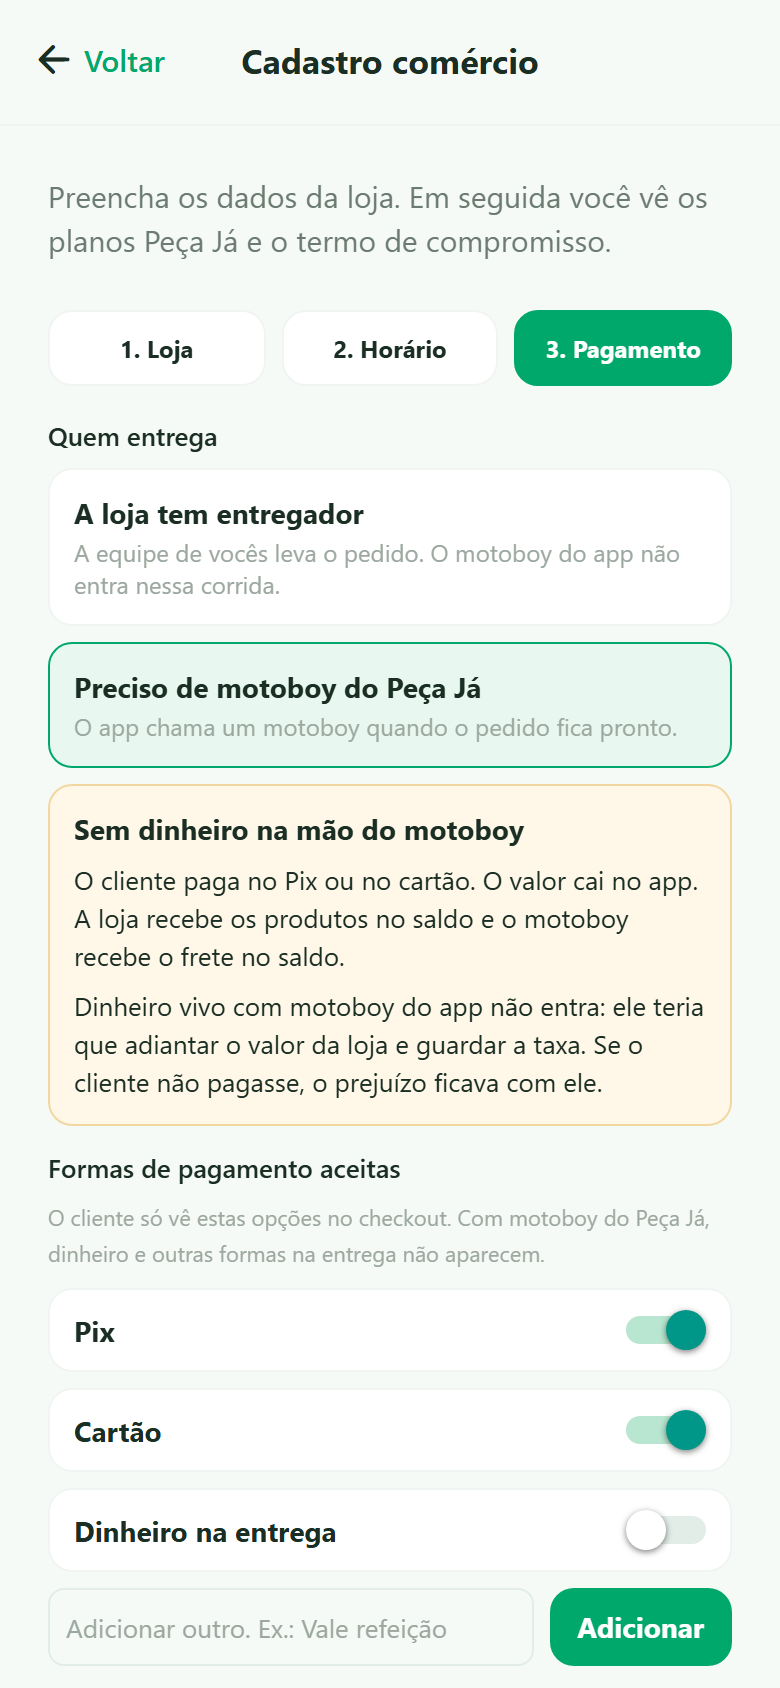 Voltar
Cadastro comércio
Preencha os dados da loja. Em seguida você vê os
planos Peça Já e o termo de compromisso.
1. Loja
2. Horário
3. Pagamento
Quem entrega
A loja tem entregador
A equipe de vocês leva o pedido. O motoboy do app não
entra nessa corrida.
Preciso de motoboy do Peça Já
O app chama um motoboy quando o pedido fica pronto.
Sem dinheiro na mão do motoboy
O cliente paga no Pix ou no cartão. O valor cai no app.
A loja recebe os produtos no saldo e o motoboy
recebe o frete no saldo.
Dinheiro vivo com motoboy do app não entra: ele teria
que adiantar o valor da loja e guardar a taxa. Se o
cliente não pagasse, o prejuízo ficava com ele.
Formas de pagamento aceitas
O cliente só vê estas opções no checkout. Com motoboy do Peça Já,
dinheiro e outras formas na entrega não aparecem.
Pix
Cartão
Dinheiro na entrega
Adicionar outro. Ex.: Vale refeição
Adicionar